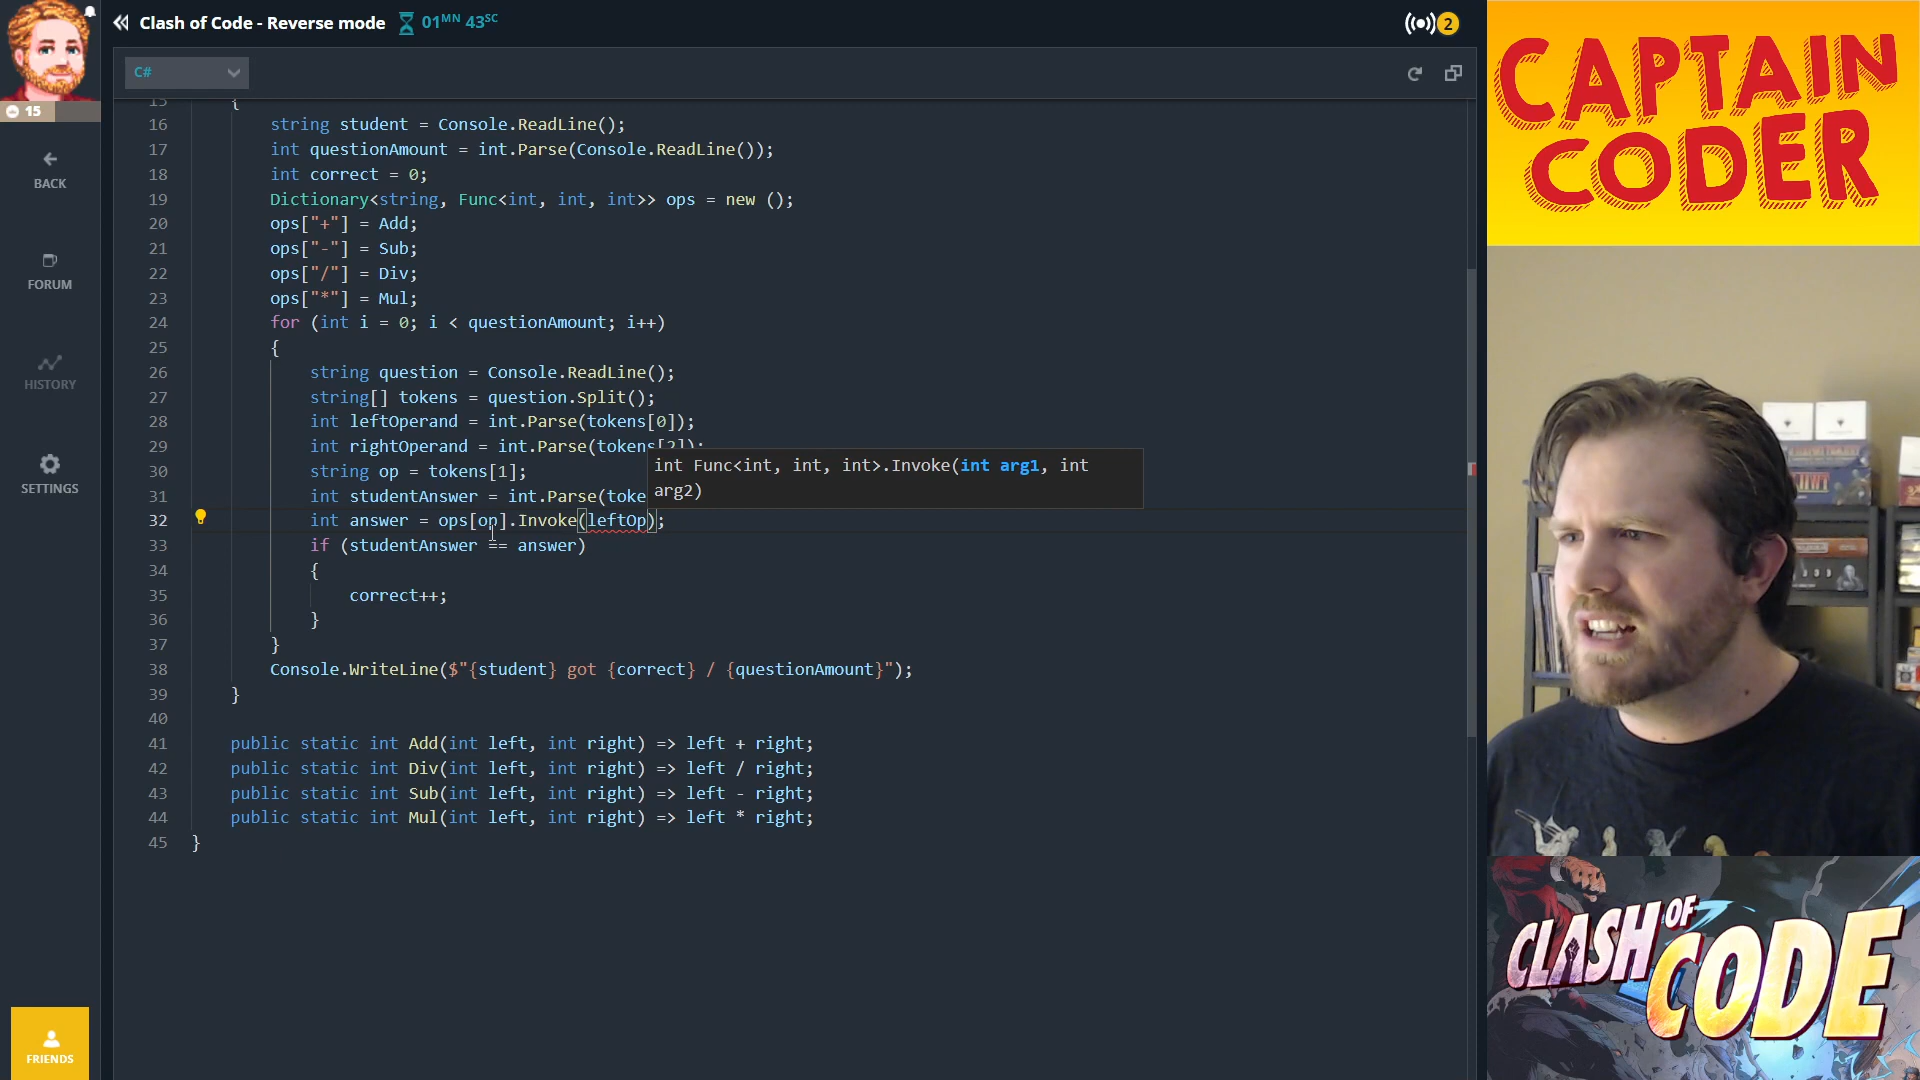 Clash of Code - Reverse mode
01MN 43SC
2
15
C#
BACK
FORUM
HISTORY
SETTINGS
FRIENDS
15 {
16 string student = Console.ReadLine();
17 int questionAmount = int.Parse(Console.ReadLine());
18 int correct = 0;
19 Dictionary<string, Func<int, int, int>> ops = new ();
20 ops["+"] = Add;
21 ops["-"] = Sub;
22 ops["/"] = Div;
23 ops["*"] = Mul;
24 for (int i = 0; i < questionAmount; i++)
25 {
26 string question = Console.ReadLine();
27 string[] tokens = question.Split();
28 int leftOperand = int.Parse(tokens[0]);
29 int rightOperand = int.Parse(tokens[2]);
30 string op = tokens[1];
31 int studentAnswer = int.Parse(toke
int Func<int, int, int>.Invoke(int arg1, int
arg2)
32 int answer = ops[op].Invoke(leftOp);
33 if (studentAnswer == answer)
34 {
35 correct++;
36 }
37 }
38 Console.WriteLine($"{student} got {correct} / {questionAmount}");
39 }
40
41 public static int Add(int left, int right) => left + right;
42 public static int Div(int left, int right) => left / right;
43 public static int Sub(int left, int right) => left - right;
44 public static int Mul(int left, int right) => left * right;
45 }
CAPTAIN
CODER
CLASH OF
CODE